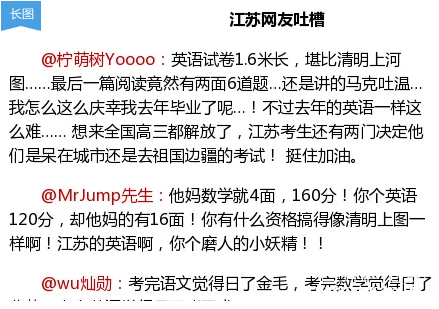 长图
江苏网友吐槽
@柠萌树Yoooo：英语试卷1.6米长，堪比清明上河
图……最后一篇阅读竟然有两面6道题…还是讲的马克吐温…
我怎么这么庆幸我去年毕业了呢…！不过去年的英语一样这
么难…… 想来全国高三都解放了，江苏考生还有两门决定他
们是呆在城市还是去祖国边疆的考试！ 挺住加油。
@MrJump先生：他妈数学就4面，160分！你个英语
120分，却他妈的有16面！你有什么资格搞得像清明上图一
样啊！江苏的英语啊，你个磨人的小妖精！！
@wu灿勋：考完语文觉得日了金毛，考完数学觉得日了